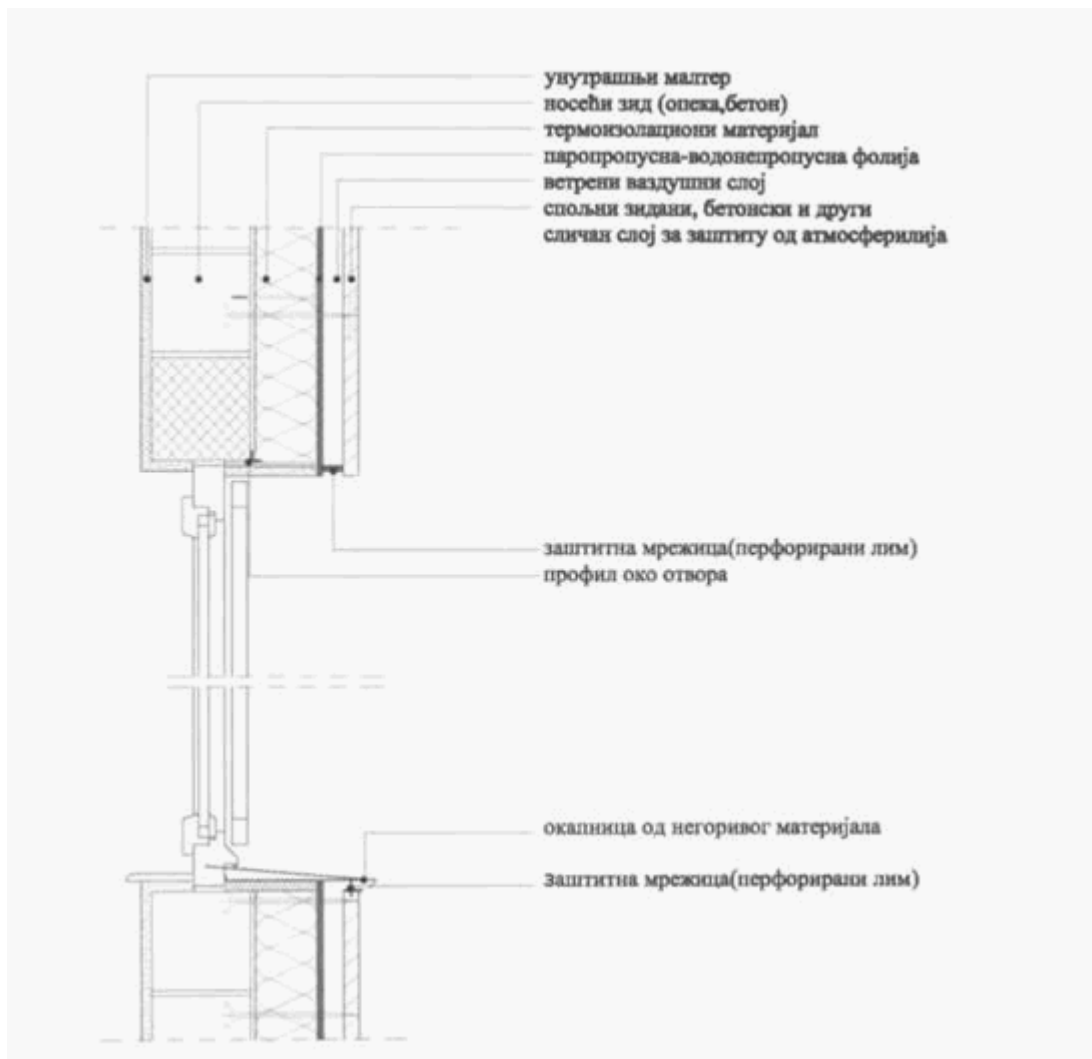 унутрашњи малтер
носећи зид (опека,бетон)
термоизолациони материјал
паропропусна-водонепропусна фолија
ветрени ваздушни слој
спољни зидани, бетонски и други
сличан слој за заштиту од атмосферилија
заштитна мрежица(перфорирани лим)
профил око отвора
окапница од негоривог материјала
заштитна мрежица(перфорирани лим)